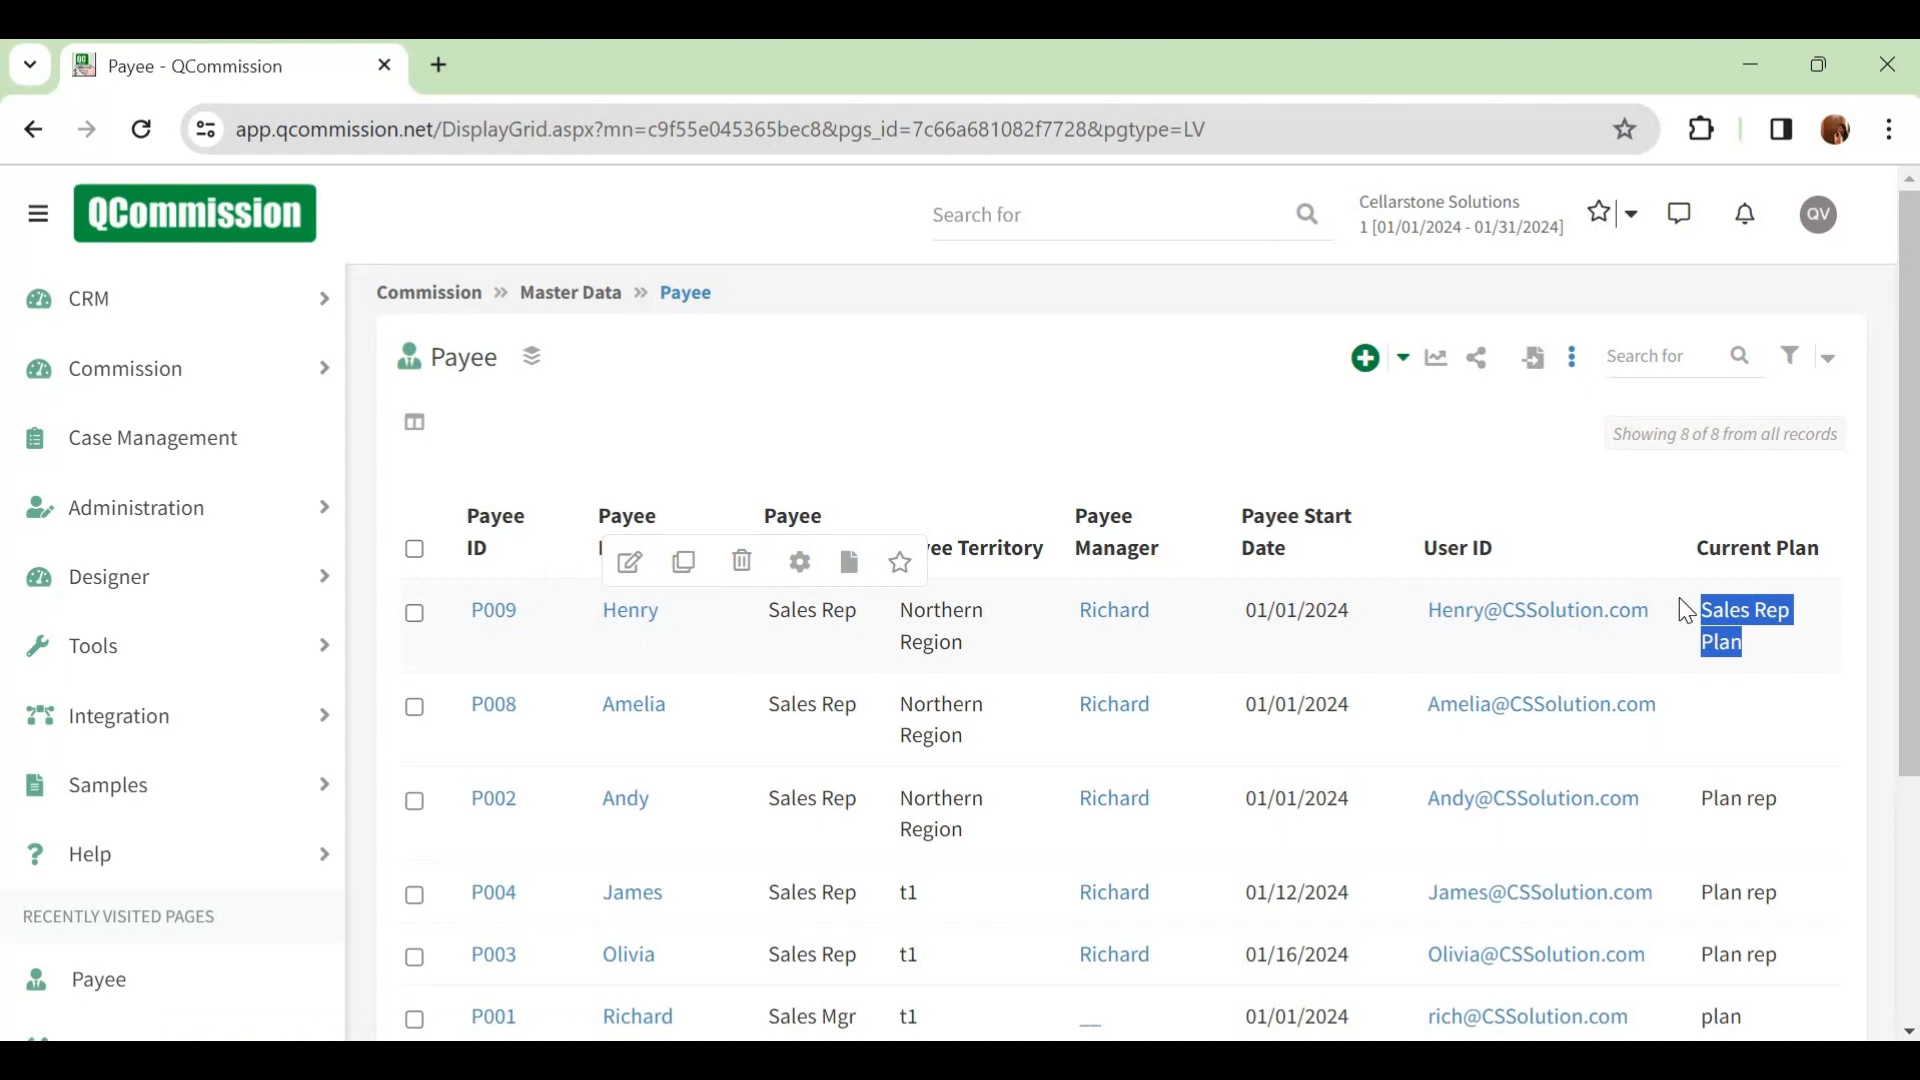 Payee - QCommission
app.qcommission.net/DisplayGrid.aspx?mn=c9f55e045365bec8&pgs_id=7c66a681082f7728&pgtype=LV
QCommission
Search for
Cellarstone Solutions
1 [01/01/2024 - 01/31/2024]
QV
CRM
Commission
Case Management
Administration
Designer
Tools
Integration
Samples
Help
RECENTLY VISITED PAGES
Payee
Commission » Master Data » Payee
Payee
Search for
Showing 8 of 8 from all records
Payee Payee Payee Payee Payee Start
ID yee Territory Manager Date User ID Current Plan
P009 Henry Sales Rep Northern Richard 01/01/2024 Henry@CSSolution.com Sales Rep
Region Plan
P008 Amelia Sales Rep Northern Richard 01/01/2024 Amelia@CSSolution.com
Region
P002 Andy Sales Rep Northern Richard 01/01/2024 Andy@CSSolution.com Plan rep
Region
P004 James Sales Rep t1 Richard 01/12/2024 James@CSSolution.com Plan rep
P003 Olivia Sales Rep t1 Richard 01/16/2024 Olivia@CSSolution.com Plan rep
P001 Richard Sales Mgr t1 __ 01/01/2024 rich@CSSolution.com plan